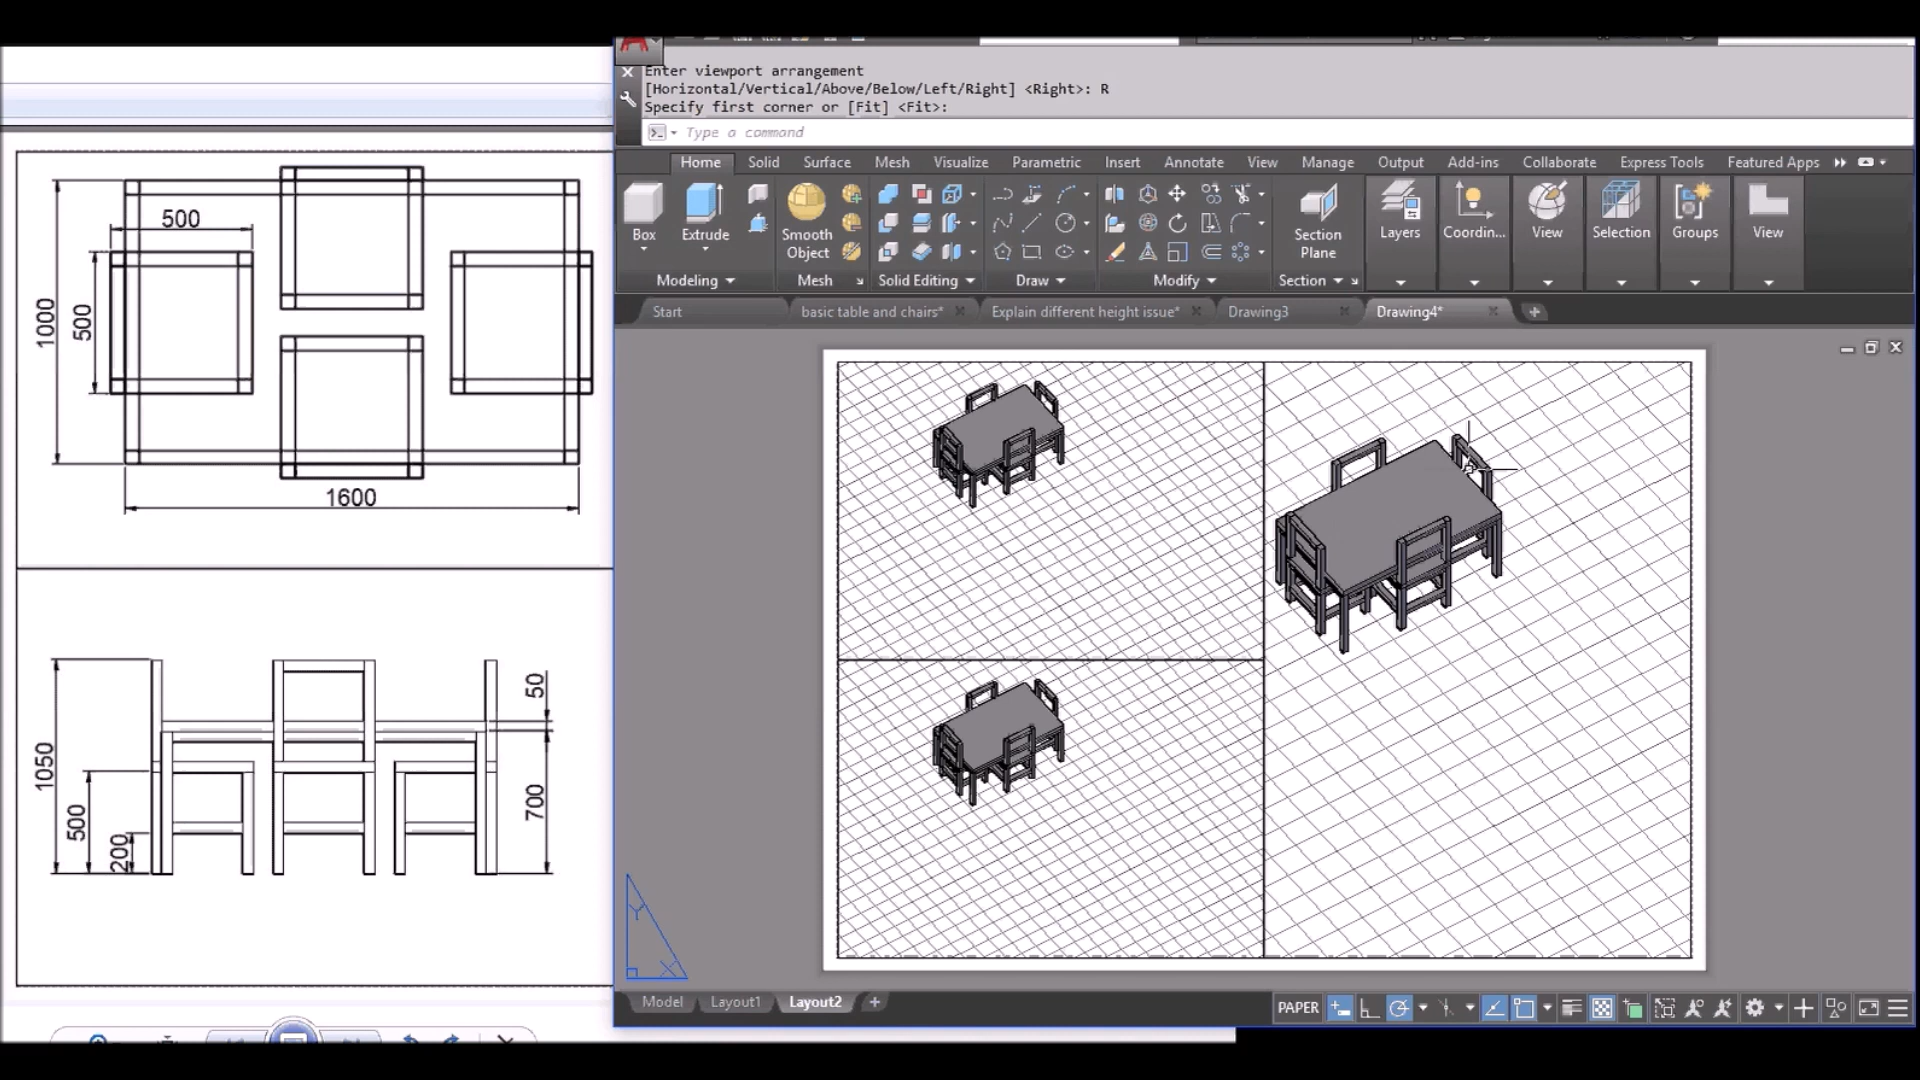 Enter viewport arrangement
[Horizontal/Vertical/Above/Below/Left/Right] <Right>: R
Specify first corner or [Fit] <Fit>:
Type a command
Home Solid Surface Mesh Visualize Parametric Insert Annotate View Manage Output Add-ins Collaborate Express Tools Featured Apps
Box Extrude Smooth Object Section Plane Layers Coordin... View Selection Groups View
Modeling Mesh Solid Editing Draw Modify Section
Start basic table and chairs* Explain different height issue* Drawing3 Drawing4*
500
1000
500
1600
50
1050
500
200
700
Y
X
Model Layout1 Layout2
PAPER